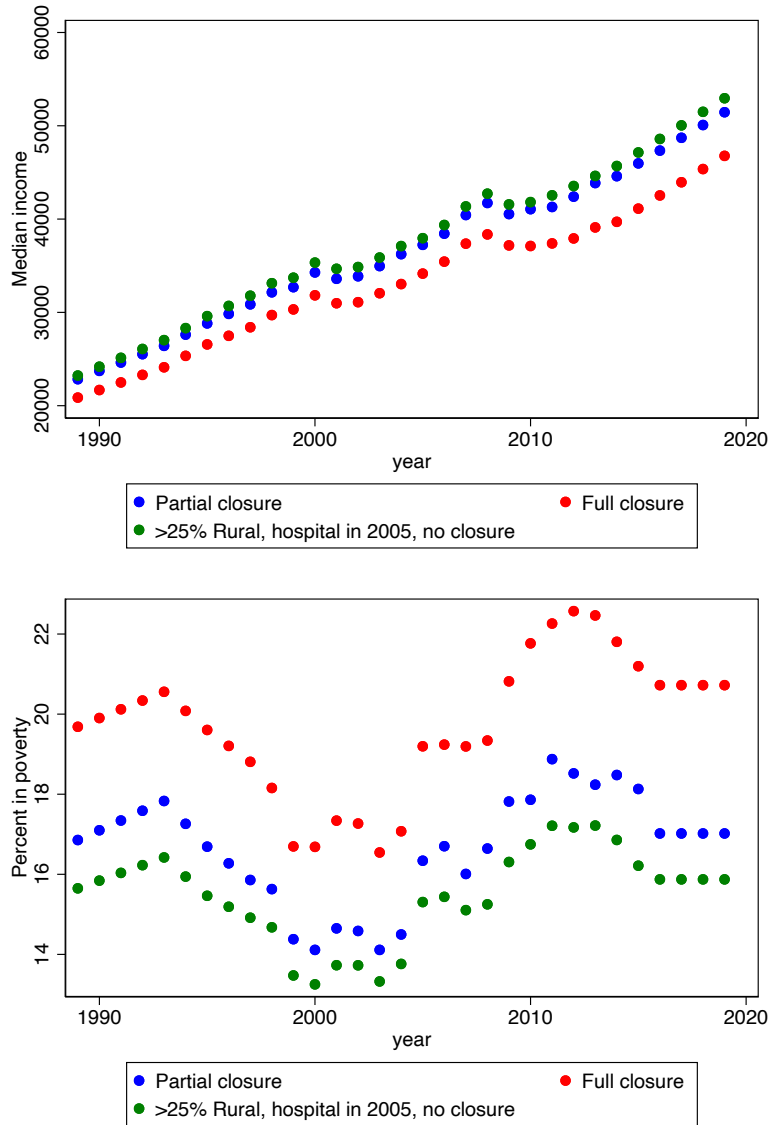 60000
50000
40000
30000
20000
Median income
1990 2000 2010 2020
year
Partial closure Full closure
>25% Rural, hospital in 2005, no closure
22
20
18
16
14
Percent in poverty
1990 2000 2010 2020
year
Partial closure Full closure
>25% Rural, hospital in 2005, no closure